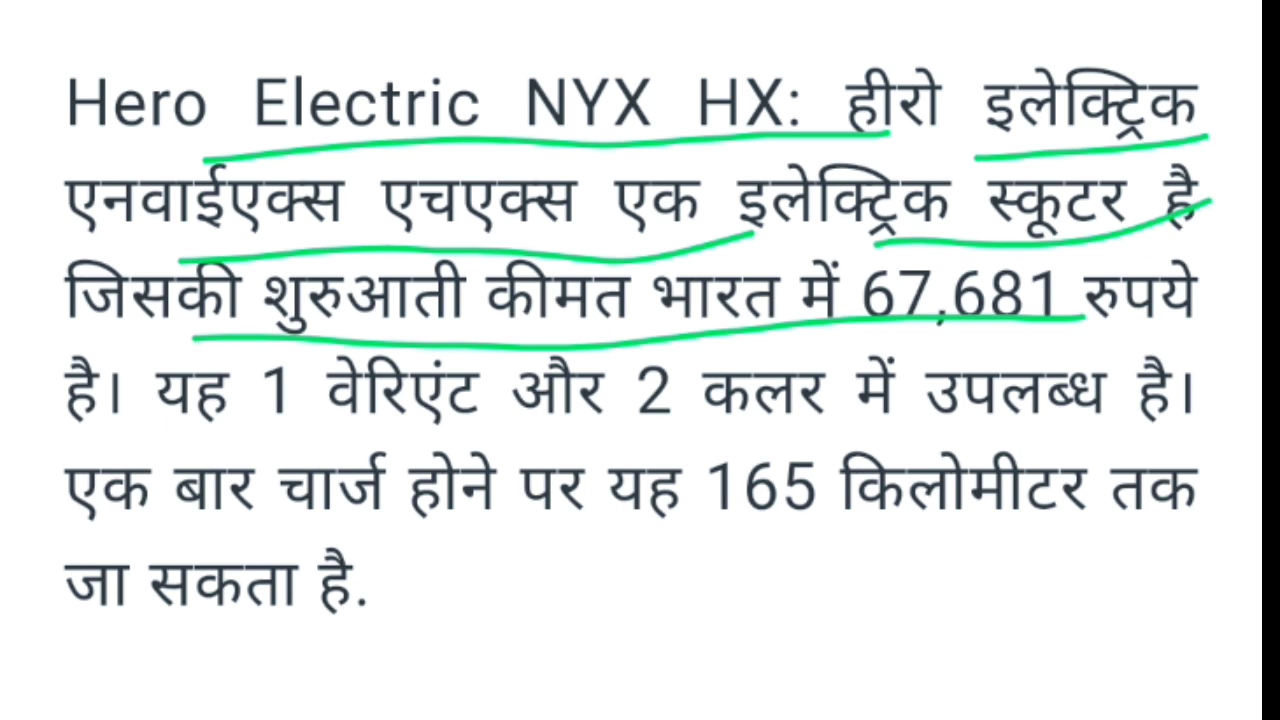 Hero Electric NYX HX: हीरो इलेक्ट्रिक
एनवाईएक्स एचएक्स एक इलेक्ट्रिक स्कूटर है
जिसकी शुरुआती कीमत भारत में 67,681 रुपये
है। यह 1 वेरिएंट और 2 कलर में उपलब्ध है।
एक बार चार्ज होने पर यह 165 किलोमीटर तक
जा सकता है.